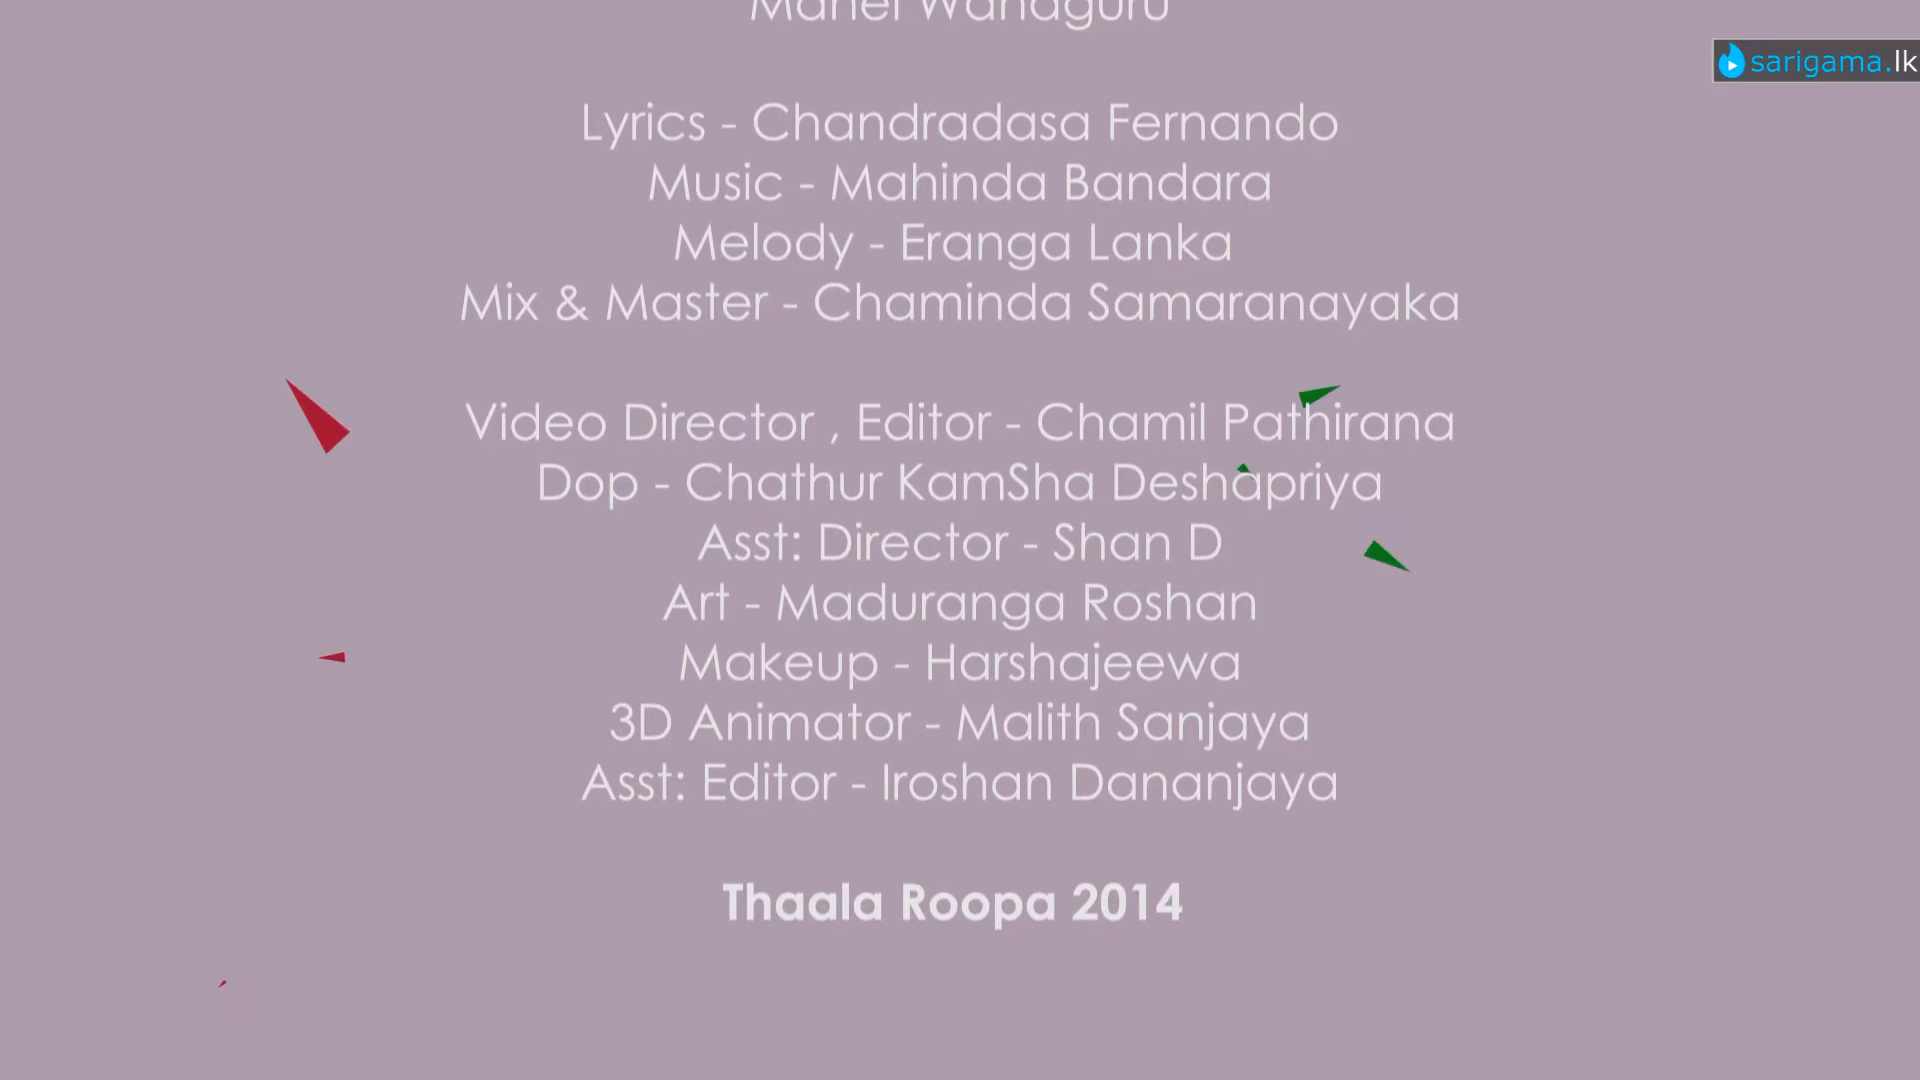 Manel Wanaguru
sarigama.lk
Lyrics - Chandradasa Fernando
Music - Mahinda Bandara
Melody - Eranga Lanka
Mix & Master - Chaminda Samaranayaka
Video Director , Editor - Chamil Pathirana
Dop - Chathur KamSha Deshapriya
Asst: Director - Shan D
Art - Maduranga Roshan
Makeup - Harshajeewa
3D Animator - Malith Sanjaya
Asst: Editor - Iroshan Dananjaya
Thaala Roopa 2014